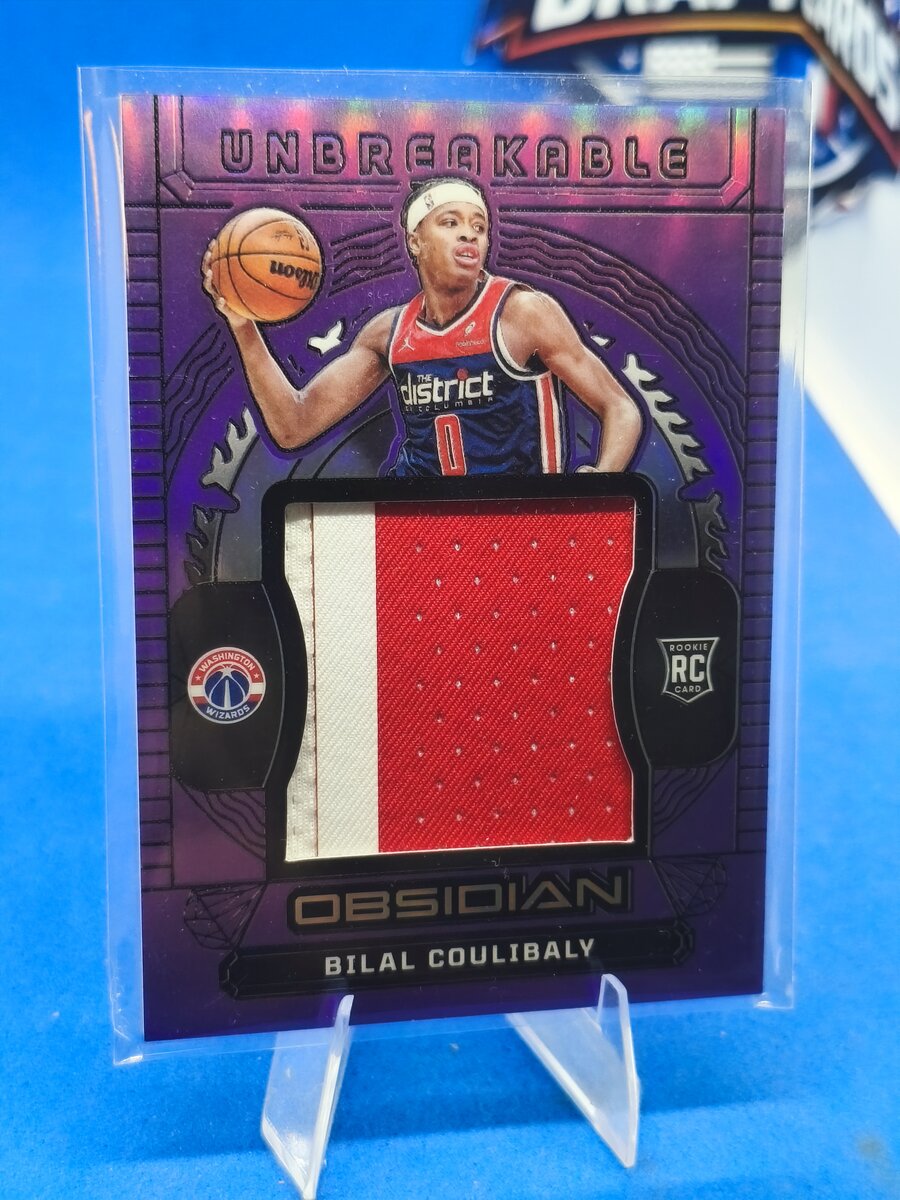 UNBREAKABLE
Wilson
THE
district
OF COLUMBIA
0
WASHINGTON
WIZARDS
ROOKIE
RC
CARD
OBSIDIAN
BILAL COULIBALY